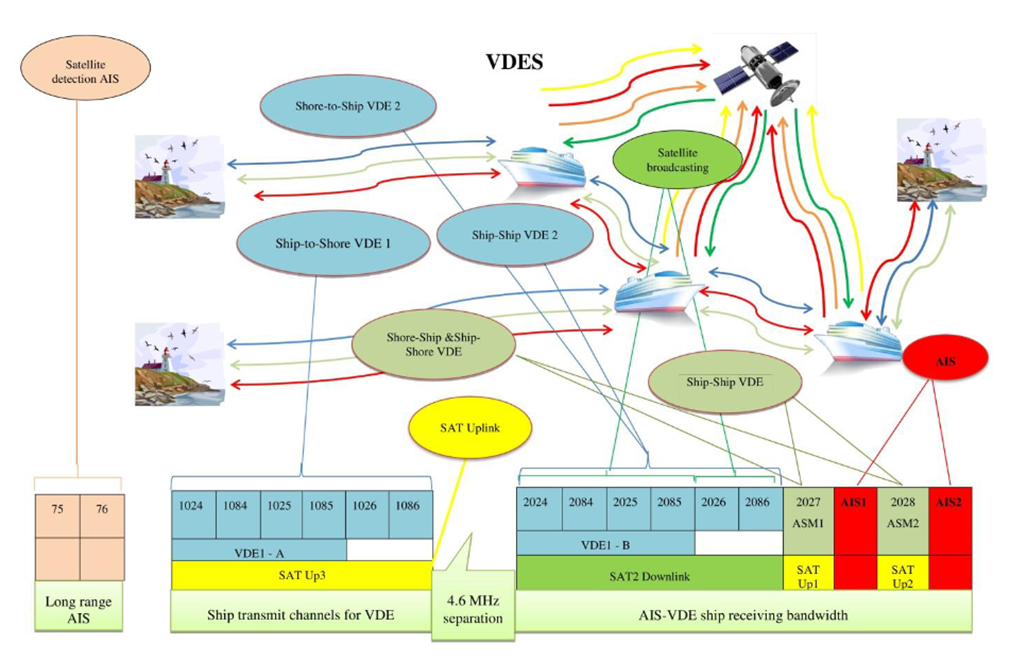 VDES
Satellite
detection AIS
Shore-to-Ship VDE 2
Satellite
broadcasting
Ship-to-Shore VDE 1
Ship-Ship VDE 2
Shore-Ship &Ship-
Shore VDE
AIS
Ship-Ship VDE
SAT Uplink
75 76
1024 1084 1025 1085 1026 1086
2024 2084 2025 2085 2026 2086 2027 AIS1 2028 AIS2
ASM1 ASM2
VDE1 - A
VDE1 - B
SAT Up3
SAT2 Downlink
SAT
Up1
SAT
Up2
Long range
AIS
Ship transmit channels for VDE
4.6 MHz
separation
AIS-VDE ship receiving bandwidth